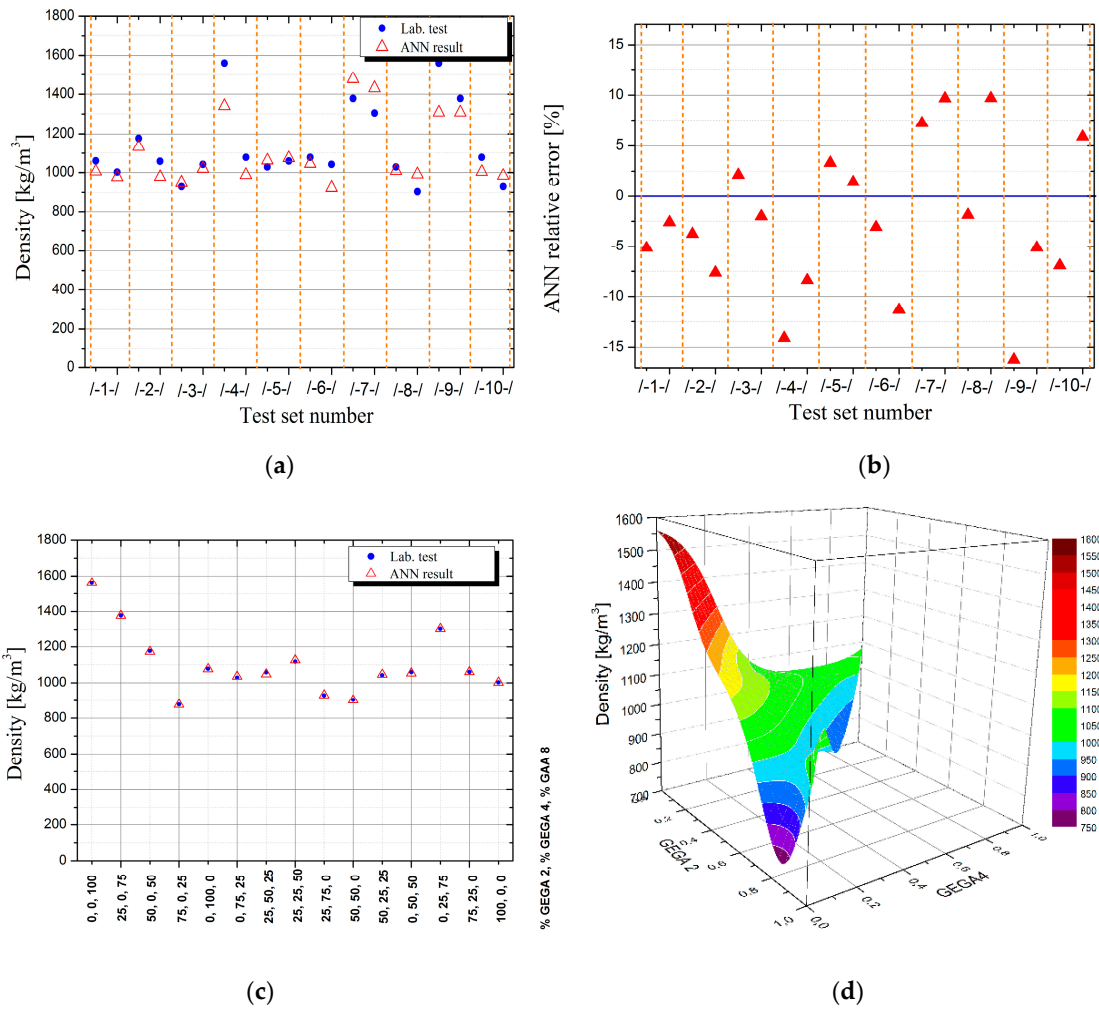 1800
1600
1400
1200
1000
800
600
400
200
0
Density [kg/m³]
Lab. test
ANN result
/-1-/ /-2-/ /-3-/ /-4-/ /-5-/ /-6-/ /-7-/ /-8-/ /-9-/ /-10-/
Test set number
(a)
15
10
5
0
-5
-10
-15
ANN relative error [%]
/-1-/ /-2-/ /-3-/ /-4-/ /-5-/ /-6-/ /-7-/ /-8-/ /-9-/ /-10-/
Test set number
(b)
1800
1600
1400
1200
1000
800
600
400
200
0
Density [kg/m³]
Lab. test
ANN result
0, 0, 100
25, 0, 75
50, 0, 50
75, 0, 25
0, 100, 0
0, 75, 25
25, 50, 25
0, 50, 50
25, 75, 0
50, 50, 0
25, 25, 50
50, 25, 25
0, 25, 75
75, 25, 0
100, 0, 0
% GEGA 2, % GEGA 4, % GAA 8
(c)
1600
1500
1400
1300
1200
1100
1000
900
800
700
Density [kg/m³]
0.2
0.4
0.6
0.8
1.0
GEGA 2
0.0
0.2
0.4
0.6
0.8
1.0
GEGA4
1600
1550
1500
1450
1400
1350
1300
1250
1200
1150
1100
1050
1000
950
900
850
800
750
(d)